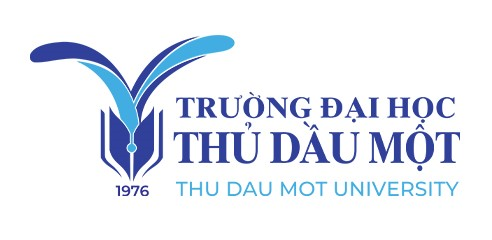 TRƯỜNG ĐẠI HỌC
THỦ DẦU MỘT
1976
THU DAU MOT UNIVERSITY